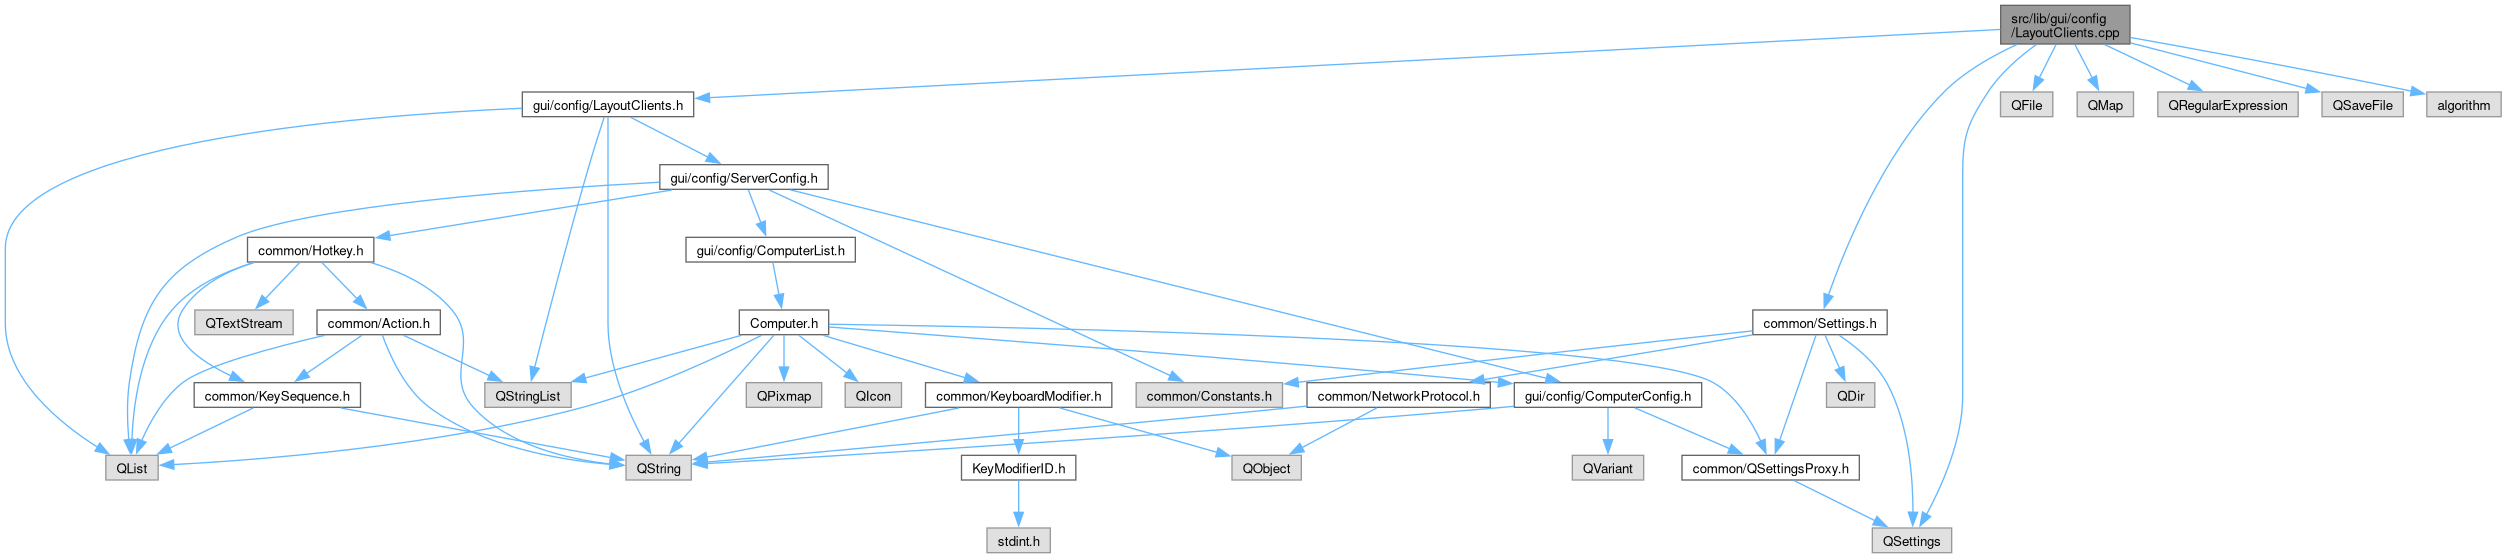 src/lib/gui/config
/LayoutClients.cpp
gui/config/LayoutClients.h
QFile
QMap
QRegularExpression
QSaveFile
algorithm
gui/config/ServerConfig.h
common/Hotkey.h
gui/config/ComputerList.h
QTextStream
common/Action.h
Computer.h
common/Settings.h
common/KeySequence.h
QStringList
QPixmap
QIcon
common/KeyboardModifier.h
common/Constants.h
common/NetworkProtocol.h
gui/config/ComputerConfig.h
QDir
QList
QString
KeyModifierID.h
QObject
QVariant
common/QSettingsProxy.h
stdint.h
QSettings